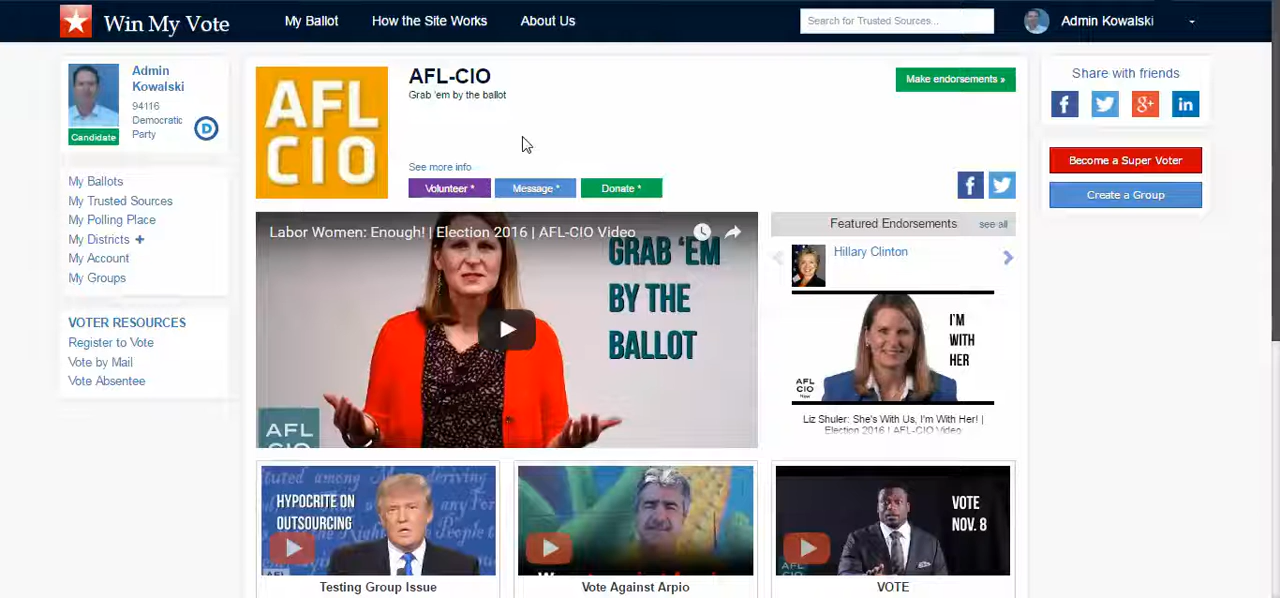 Win My Vote
My Ballot
How the Site Works
About Us
Search for Trusted Sources...
Admin Kowalski
Admin
Kowalski
94116
Democratic
Party
D
Candidate
My Ballots
My Trusted Sources
My Polling Place
My Districts +
My Account
My Groups
VOTER RESOURCES
Register to Vote
Vote by Mail
Vote Absentee
AFL
CIO
AFL-CIO
Grab 'em by the ballot
Make endorsements »
See more info
Volunteer *
Message *
Donate *
Labor Women: Enough! | Election 2016 | AFL-CIO Video
GRAB 'EM
BY THE
BALLOT
AFL
CIO
Featured Endorsements
see all
Hillary Clinton
I'M
WITH
HER
AFL
CIO
Liz Shuler: She's With Us, I'm With Her! |
Election 2016 | AFL-CIO Video
HYPOCRITE ON
OUTSOURCING
Testing Group Issue
Vote Against Arpio
VOTE
NOV. 8
AFL
CIO
VOTE
Share with friends
Become a Super Voter
Create a Group